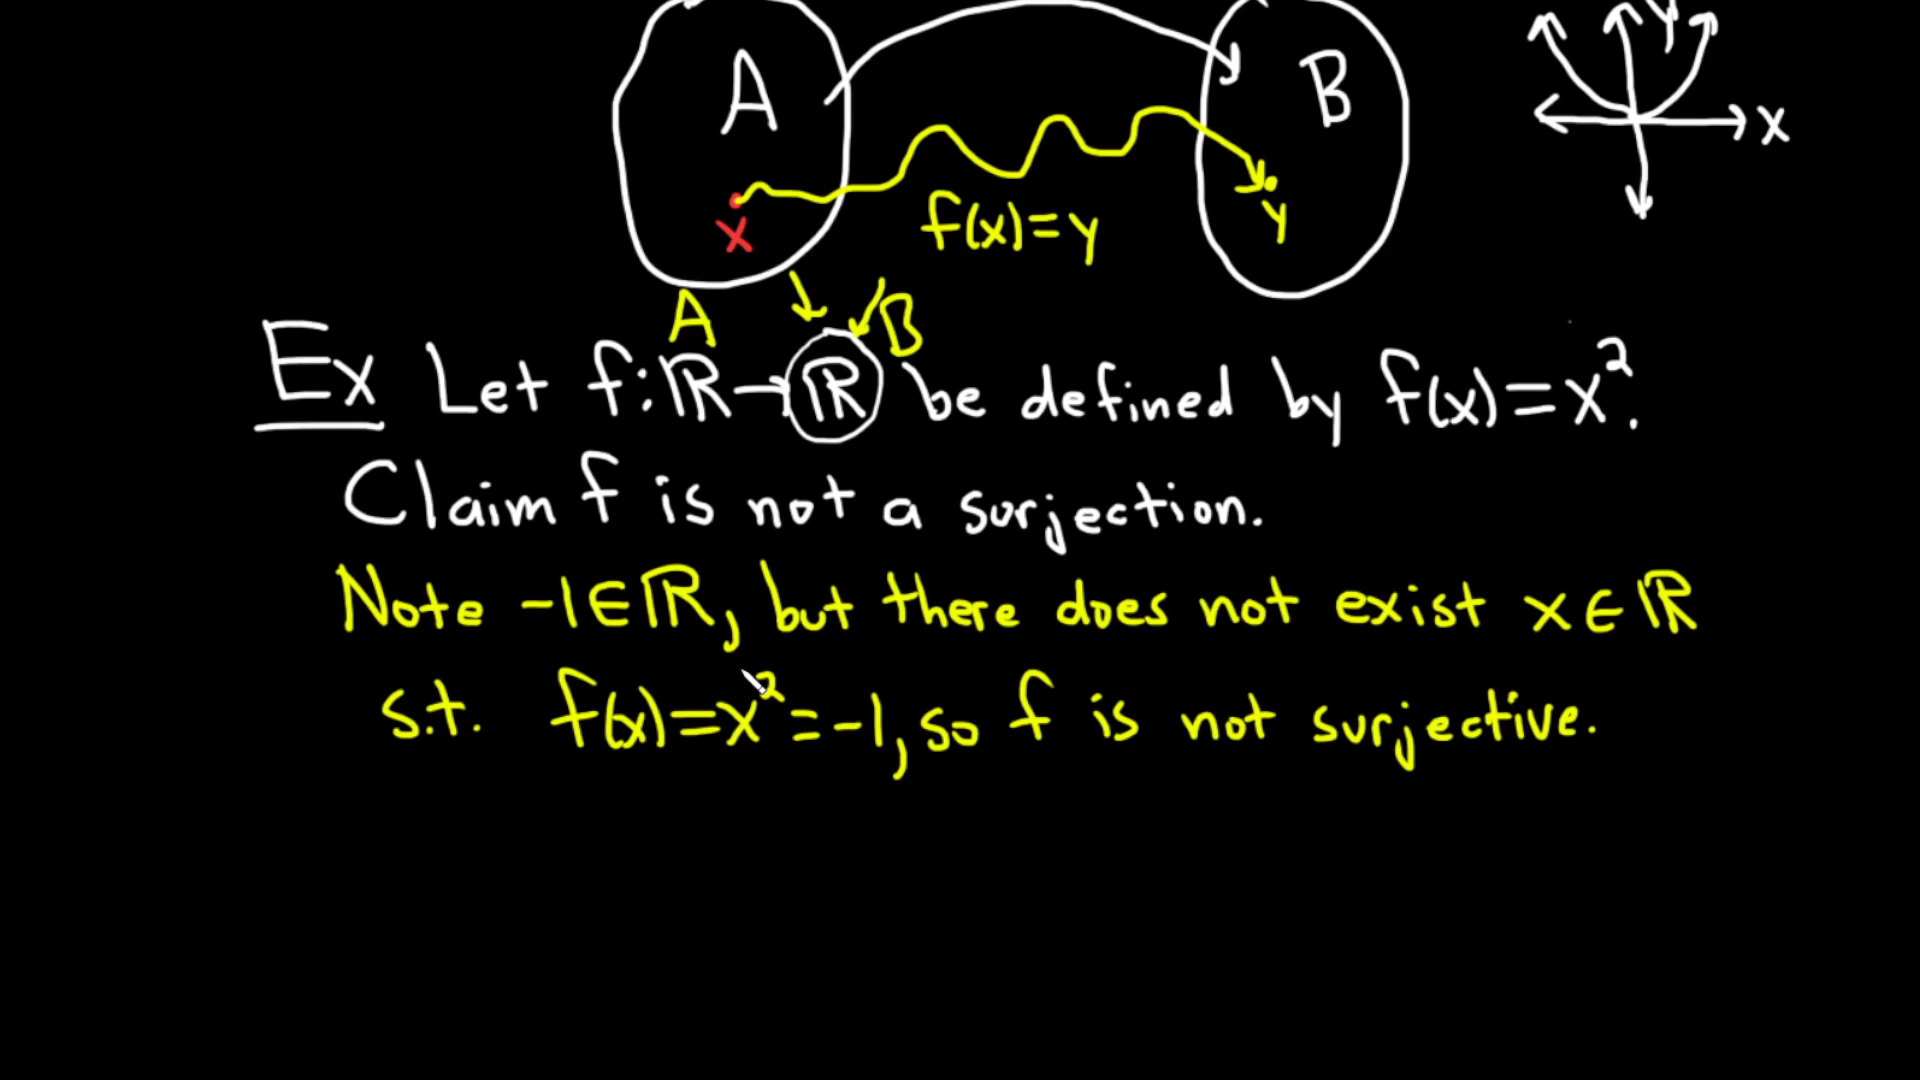 A B y
x
x f(x)=y y
A B
Ex Let f:ℝ→ℝ be defined by f(x)=x².
Claim f is not a surjection.
Note -1∈ℝ, but there does not exist x∈ℝ
s.t. f(x)=x²=-1, so f is not surjective.